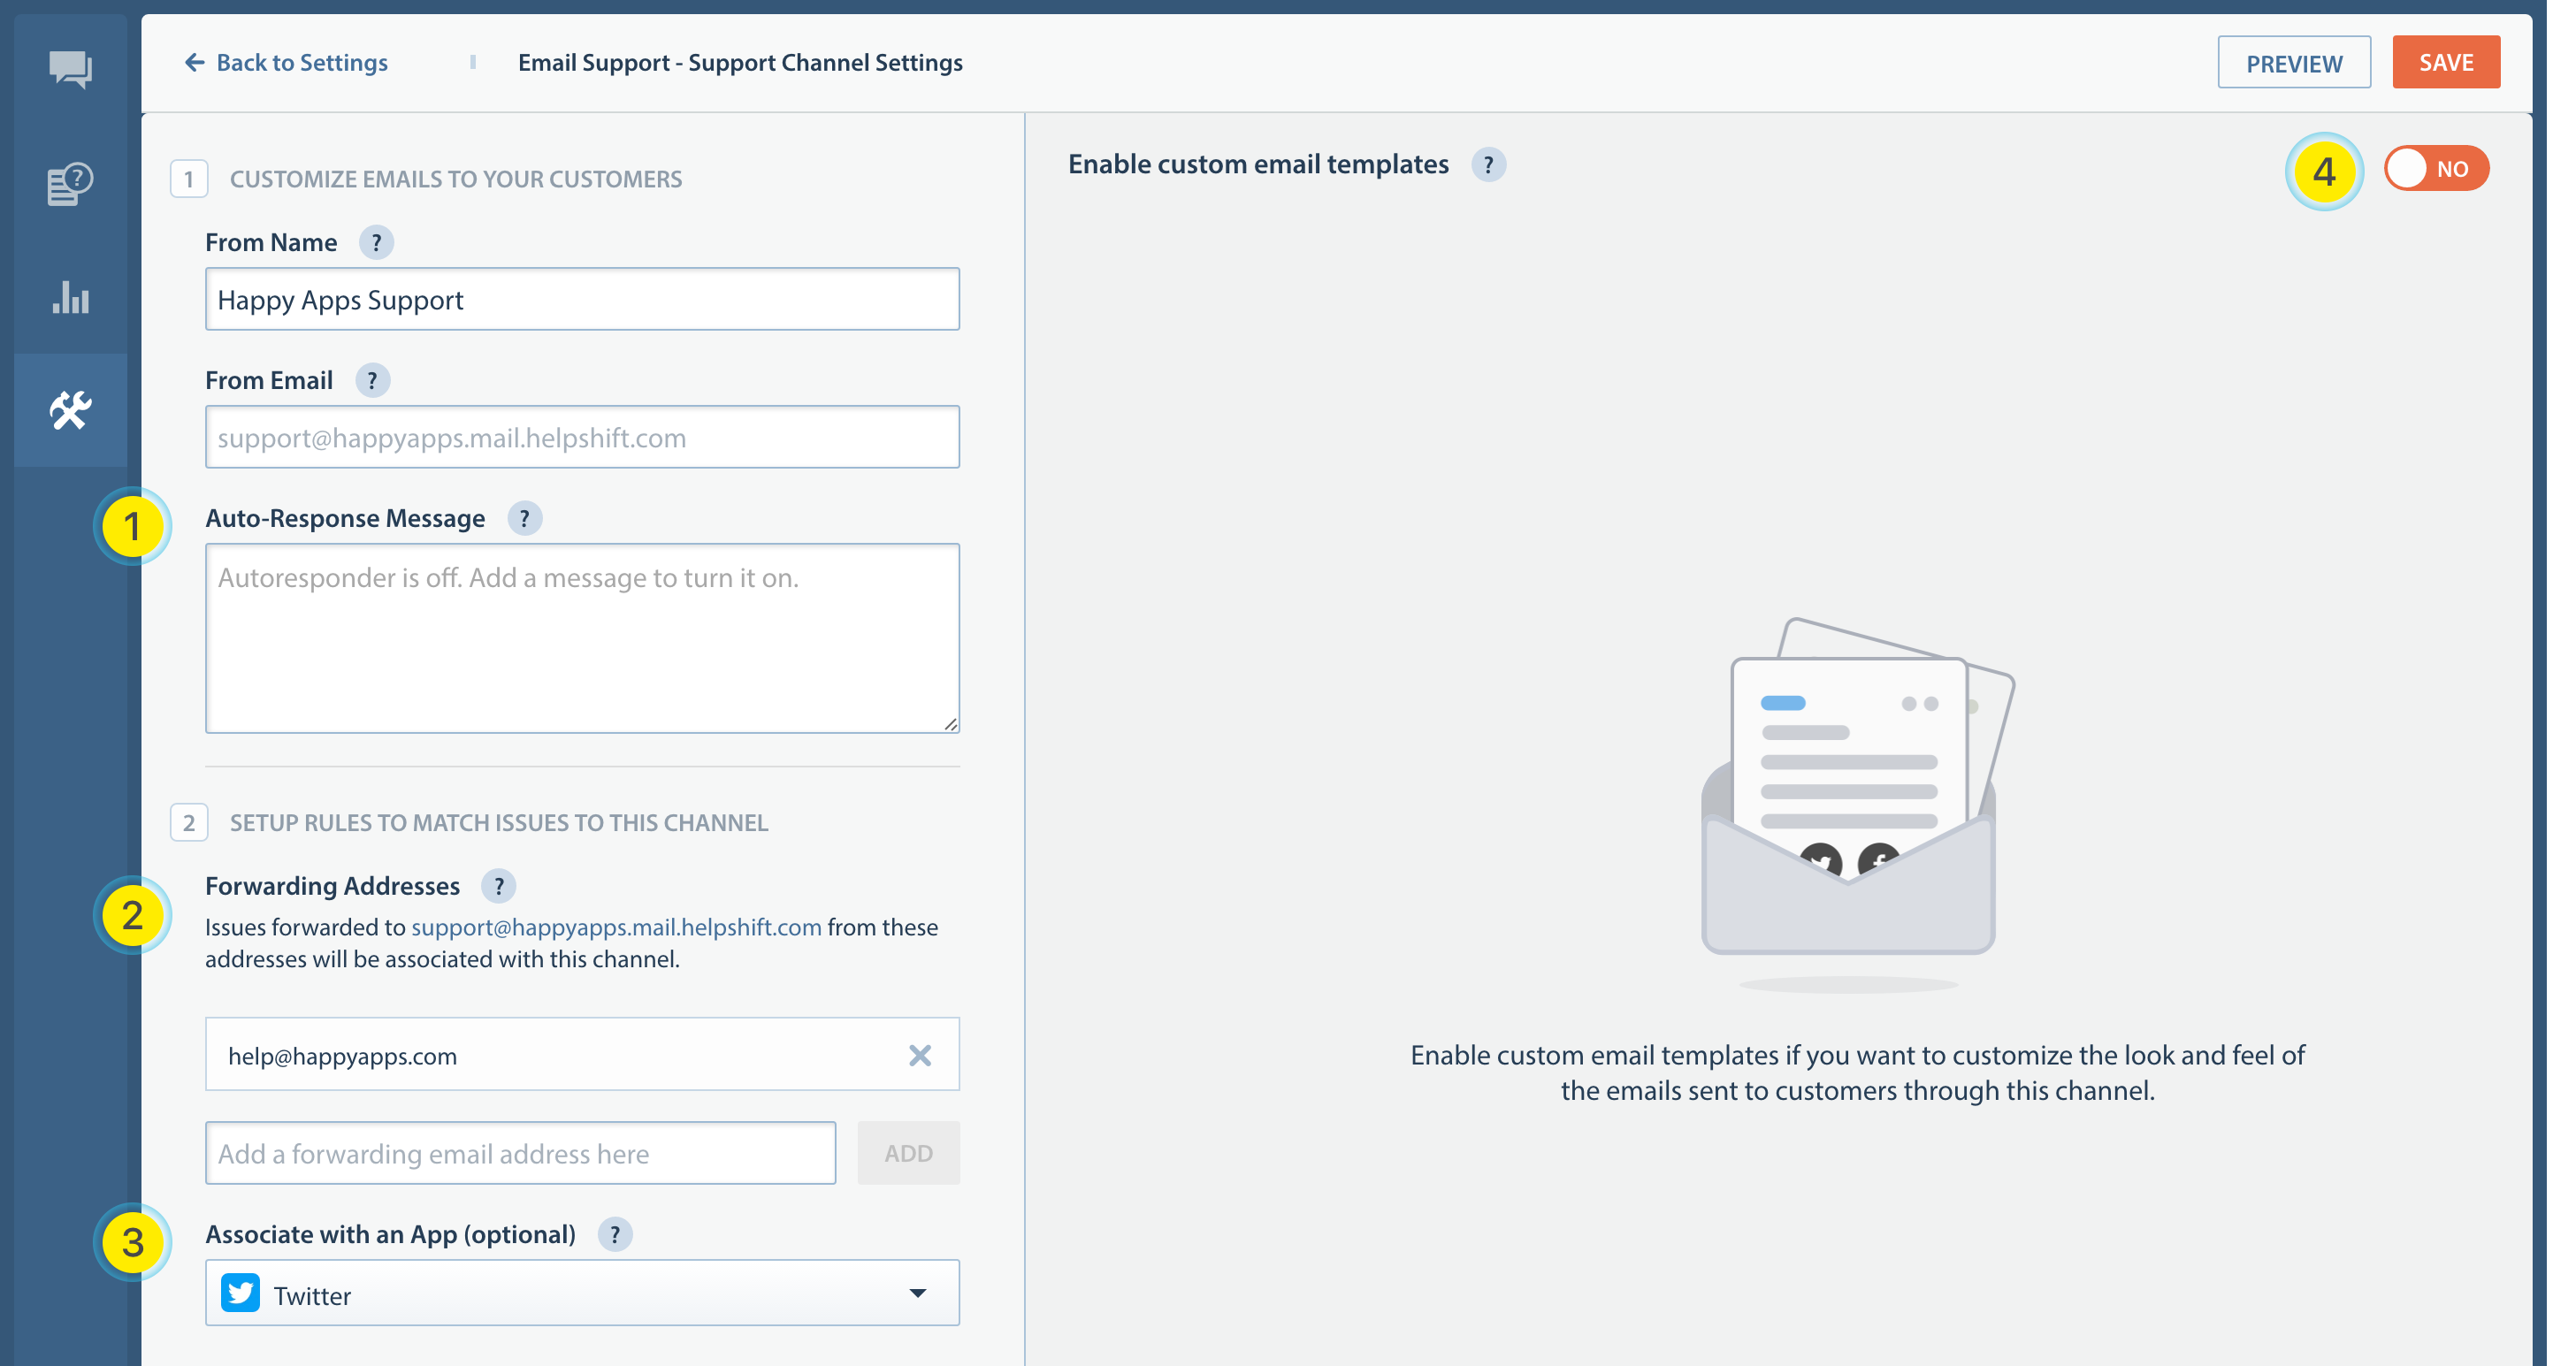 Back to Settings
Email Support - Support Channel Settings
PREVIEW
SAVE
1 CUSTOMIZE EMAILS TO YOUR CUSTOMERS
From Name ?
Happy Apps Support
From Email ?
support@happyapps.mail.helpshift.com
1
Auto-Response Message ?
Autoresponder is off. Add a message to turn it on.
2 SETUP RULES TO MATCH ISSUES TO THIS CHANNEL
2
Forwarding Addresses ?
Issues forwarded to support@happyapps.mail.helpshift.com from these
addresses will be associated with this channel.
help@happyapps.com
Add a forwarding email address here
ADD
3
Associate with an App (optional) ?
Twitter
Enable custom email templates ?
4
NO
Enable custom email templates if you want to customize the look and feel of
the emails sent to customers through this channel.